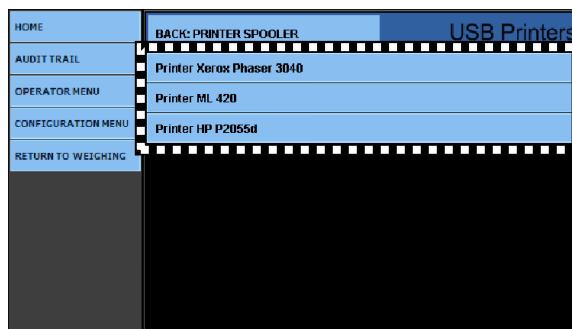 HOME
BACK: PRINTER SPOOLER
USB Printers
AUDIT TRAIL
Printer Xerox Phaser 3040
OPERATOR MENU
Printer ML 420
CONFIGURATION MENU
Printer HP P2055d
RETURN TO WEIGHING